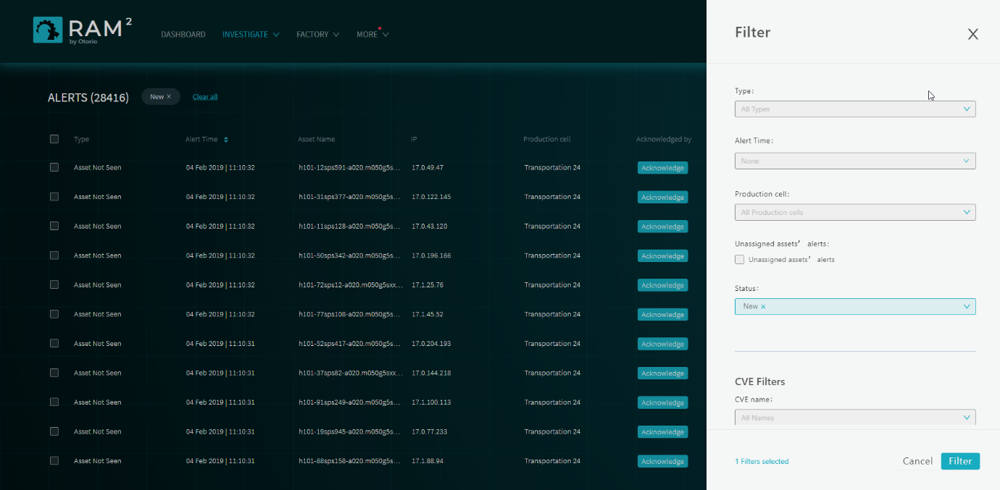 RAM²
by Otorio
DASHBOARD INVESTIGATE FACTORY MORE
ALERTS (28416) New × Clear all
Type Alert Time Asset Name IP Production cell Acknowledged by
Asset Not Seen 04 Feb 2019 | 11:10:32 h101-12sps591-a020.m050g5s... 17.0.49.47 Transportation 24 Acknowledge
Asset Not Seen 04 Feb 2019 | 11:10:32 h101-31sps377-a020.m050g5s... 17.0.122.145 Transportation 24 Acknowledge
Asset Not Seen 04 Feb 2019 | 11:10:32 h101-11sps128-a020.m050g5s... 17.0.43.120 Transportation 24 Acknowledge
Asset Not Seen 04 Feb 2019 | 11:10:32 h101-50sps342-a020.m050g5s... 17.0.196.166 Transportation 24 Acknowledge
Asset Not Seen 04 Feb 2019 | 11:10:32 h101-72sps12-a020.m050g5sxx... 17.1.25.76 Transportation 24 Acknowledge
Asset Not Seen 04 Feb 2019 | 11:10:32 h101-77sps108-a020.m050g5s... 17.1.45.52 Transportation 24 Acknowledge
Asset Not Seen 04 Feb 2019 | 11:10:31 h101-52sps417-a020.m050g5s... 17.0.204.193 Transportation 24 Acknowledge
Asset Not Seen 04 Feb 2019 | 11:10:31 h101-37sps82-a020.m050g5sxx... 17.0.144.218 Transportation 24 Acknowledge
Asset Not Seen 04 Feb 2019 | 11:10:31 h101-91sps249-a020.m050g5s... 17.1.100.113 Transportation 24 Acknowledge
Asset Not Seen 04 Feb 2019 | 11:10:31 h101-19sps945-a020.m050g5s... 17.0.77.233 Transportation 24 Acknowledge
Asset Not Seen 04 Feb 2019 | 11:10:31 h101-88sps158-a020.m050g5s... 17.1.88.94 Transportation 24 Acknowledge
Filter
Type:
All Types
Alert Time:
None
Production cell:
All Production cells
Unassigned assets’ alerts:
Unassigned assets’ alerts
Status:
New ×
CVE Filters
CVE name:
All Names
1 Filters selected Cancel Filter